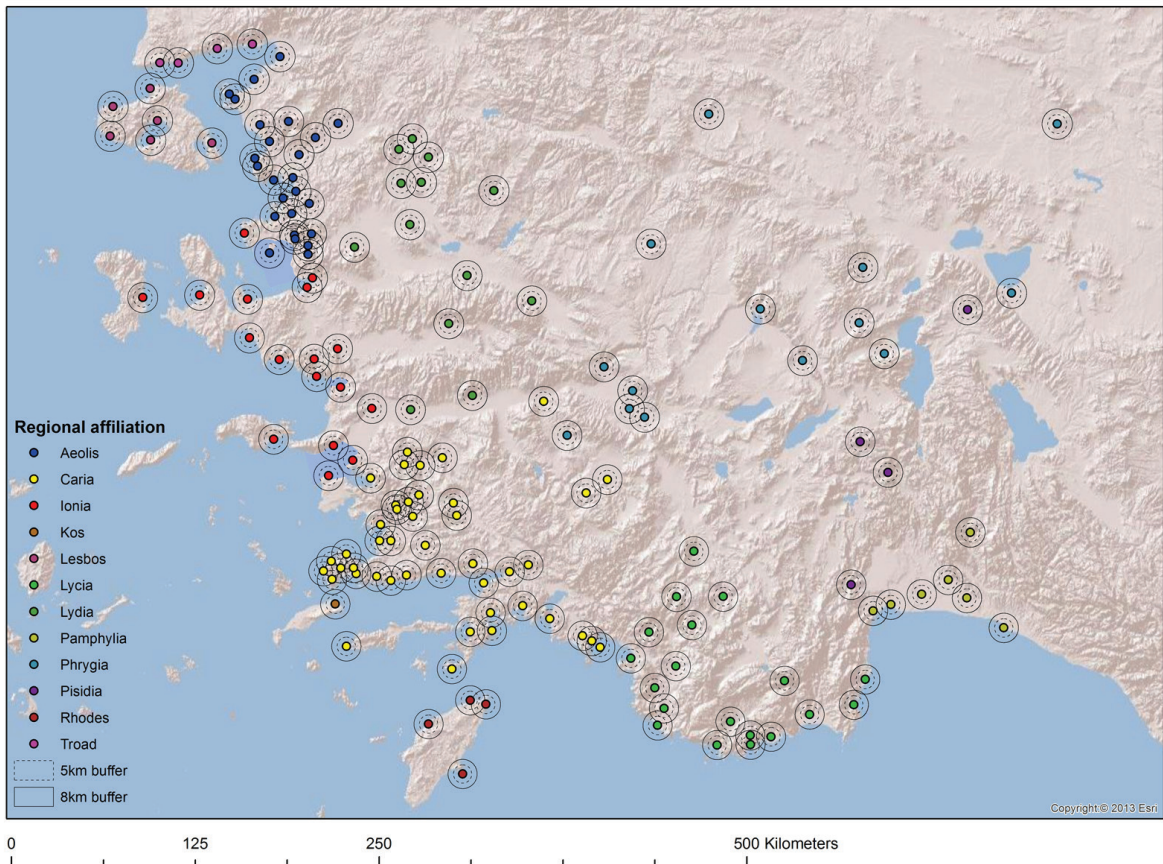 Regional affiliation
Aeolis
Caria
Ionia
Kos
Lesbos
Lycia
Lydia
Pamphylia
Phrygia
Pisidia
Rhodes
Troad
5km buffer
8km buffer
Copyright:© 2013 Esri
0 125 250 500 Kilometers